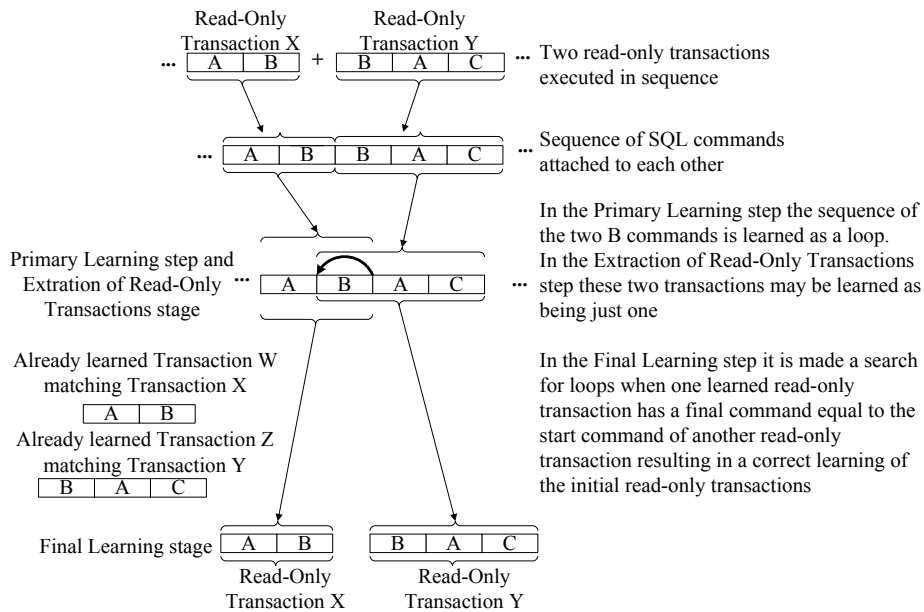 Read-Only
Transaction X
Read-Only
Transaction Y
... A B + B A C ... Two read-only transactions
executed in sequence
... A B B A C ... Sequence of SQL commands
attached to each other
In the Primary Learning step the sequence of
the two B commands is learned as a loop.
In the Extraction of Read-Only Transactions
step these two transactions may be learned as
being just one
Primary Learning step and
Extration of Read-Only
Transactions stage
... A B A C ...
Already learned Transaction W
matching Transaction X
A B
Already learned Transaction Z
matching Transaction Y
B A C
In the Final Learning step it is made a search
for loops when one learned read-only
transaction has a final command equal to the
start command of another read-only
transaction resulting in a correct learning of
the initial read-only transactions
Final Learning stage A B B A C
Read-Only
Transaction X
Read-Only
Transaction Y